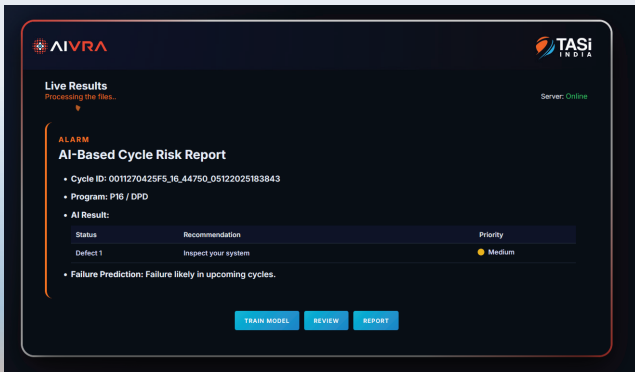 AIVRA
TASi
INDIA
Live Results
Processing the files..
Server: Online
ALARM
AI-Based Cycle Risk Report
• Cycle ID: 0011270425F5_16_44750_05122025183843
• Program: P16 / DPD
• AI Result:
Status Recommendation Priority
Defect 1 Inspect your system Medium
• Failure Prediction: Failure likely in upcoming cycles.
TRAIN MODEL REVIEW REPORT